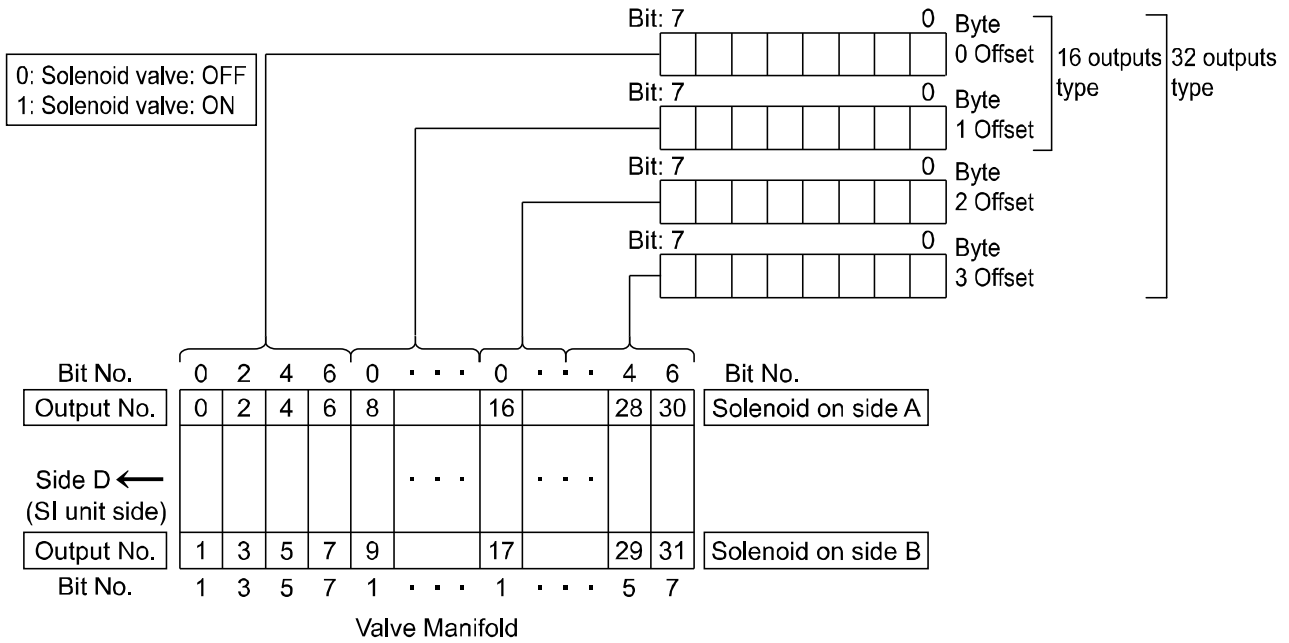 Bit: 7 0 Byte
0 Offset
16 outputs type
32 outputs type
0: Solenoid valve: OFF
1: Solenoid valve: ON
Bit: 7 0 Byte
1 Offset
Bit: 7 0 Byte
2 Offset
Bit: 7 0 Byte
3 Offset
Bit No. 0 2 4 6 0 · · · 0 · · · 4 6 Bit No.
Output No. 0 2 4 6 8 16 28 30 Solenoid on side A
Side D ← · · · · · ·
(SI unit side)
Output No. 1 3 5 7 9 17 29 31 Solenoid on side B
Bit No. 1 3 5 7 1 · · · 1 · · · 5 7
Valve Manifold